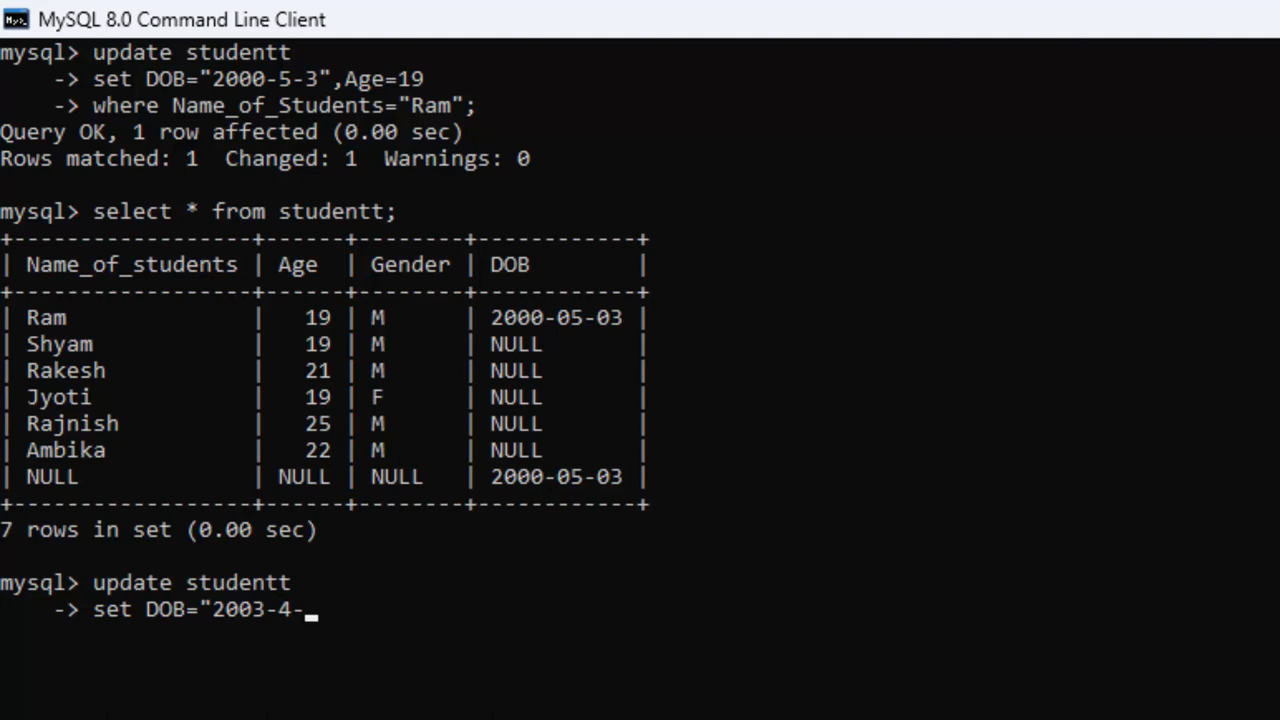 MySQL 8.0 Command Line Client
mysql> update studentt
    -> set DOB="2000-5-3",Age=19
    -> where Name_of_Students="Ram";
Query OK, 1 row affected (0.00 sec)
Rows matched: 1  Changed: 1  Warnings: 0
mysql> select * from studentt;
+------------------+------+--------+------------+
| Name_of_students | Age  | Gender | DOB        |
+------------------+------+--------+------------+
| Ram              |   19 | M      | 2000-05-03 |
| Shyam            |   19 | M      | NULL       |
| Rakesh           |   21 | M      | NULL       |
| Jyoti            |   19 | F      | NULL       |
| Rajnish          |   25 | M      | NULL       |
| Ambika           |   22 | M      | NULL       |
| NULL             | NULL | NULL   | 2000-05-03 |
+------------------+------+--------+------------+
7 rows in set (0.00 sec)
mysql> update studentt
    -> set DOB="2003-4-